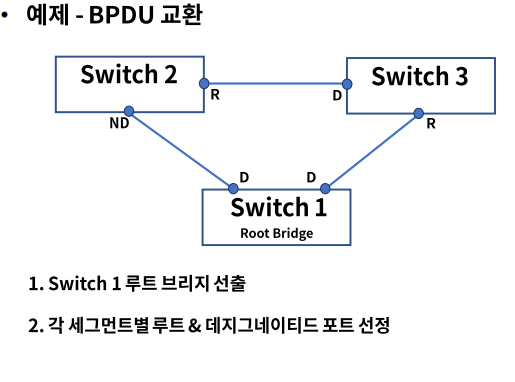 • 예제 - BPDU 교환
Switch 2
Switch 3
R
D
ND
R
D
D
Switch 1
Root Bridge
1. Switch 1 루트 브리지 선출
2. 각 세그먼트별 루트 & 데지그네이티드 포트 선정